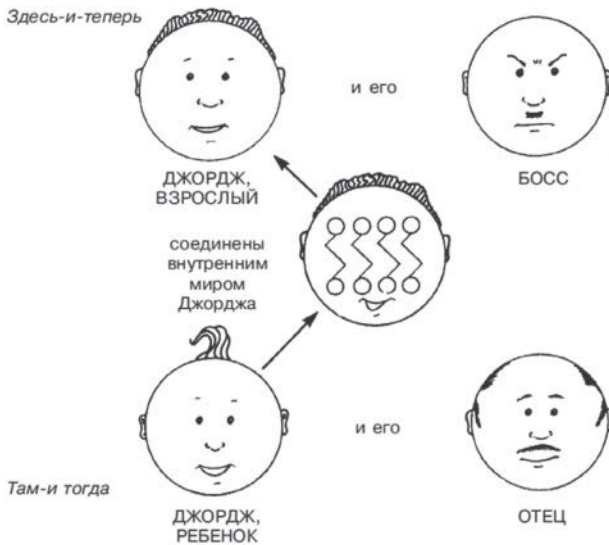 Здесь-и-теперь
и его
ДЖОРДЖ,
ВЗРОСЛЫЙ
БОСС
соединены
внутренним
миром
Джорджа
и его
Там-и тогда
ДЖОРДЖ,
РЕБЕНОК
ОТЕЦ